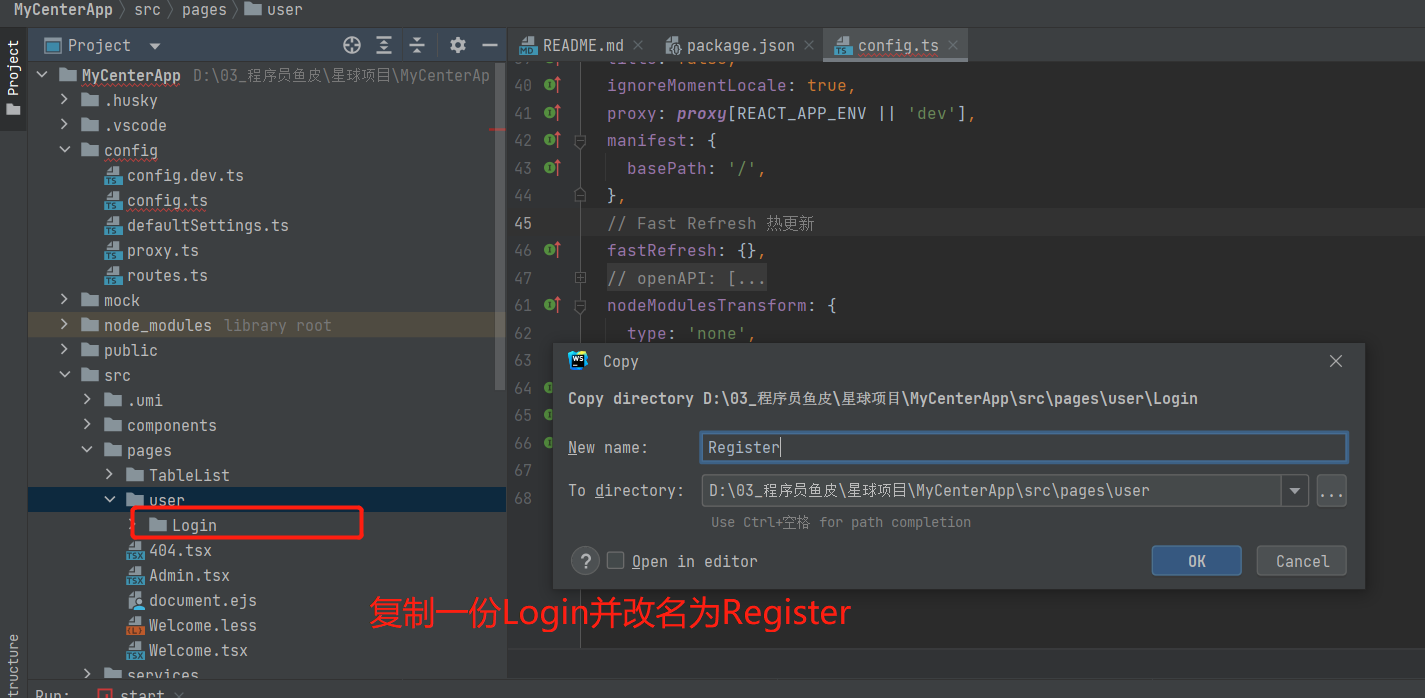 MyCenterApp src pages user
Project
Project
README.md
package.json
config.ts
MyCenterApp D:\03_程序员鱼皮\星球项目\MyCenterAp
.husky
.vscode
config
config.dev.ts
config.ts
defaultSettings.ts
proxy.ts
routes.ts
mock
node_modules library root
public
src
.umi
components
pages
TableList
user
Login
404.tsx
Admin.tsx
document.ejs
Welcome.less
Welcome.tsx
services
40 ignoreMomentLocale: true,
41 proxy: proxy[REACT_APP_ENV || 'dev'],
42 manifest: {
43 basePath: '/',
44 },
45 // Fast Refresh 热更新
46 fastRefresh: {},
47 // openAPI: [...
61 nodeModulesTransform: {
62 type: 'none',
63
64
65
66
67
68
WS
Copy
Copy directory D:\03_程序员鱼皮\星球项目\MyCenterApp\src\pages\user\Login
New name: Register
To directory: D:\03_程序员鱼皮\星球项目\MyCenterApp\src\pages\user
...
Use Ctrl+空格 for path completion
? Open in editor
OK
Cancel
复制一份Login并改名为Register
Run: start